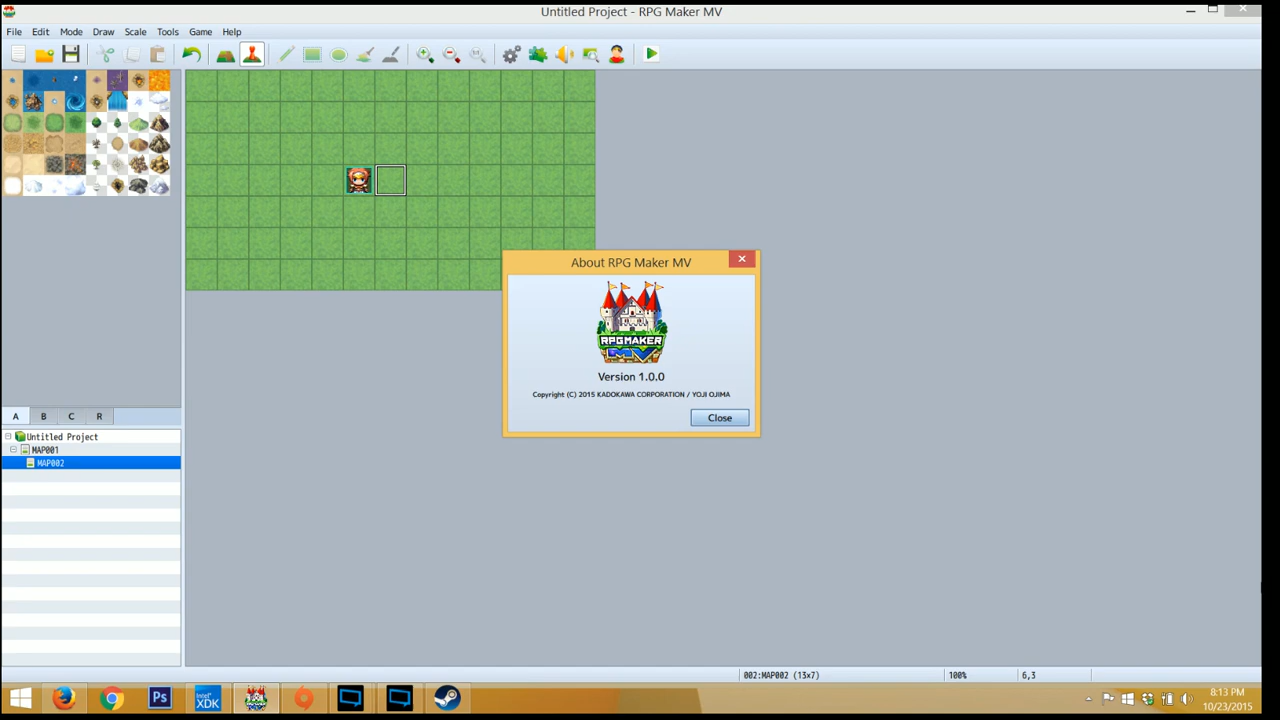 Untitled Project - RPG Maker MV
File Edit Mode Draw Scale Tools Game Help
About RPG Maker MV
RPGMAKER
MV
Version 1.0.0
Copyright (C) 2015 KADOKAWA CORPORATION / YOJI OJIMA
Close
A B C R
Untitled Project
MAP001
MAP002
002:MAP002 (13x7) 100% 6,3
Ps
intel
XDK
8:13 PM
10/23/2015